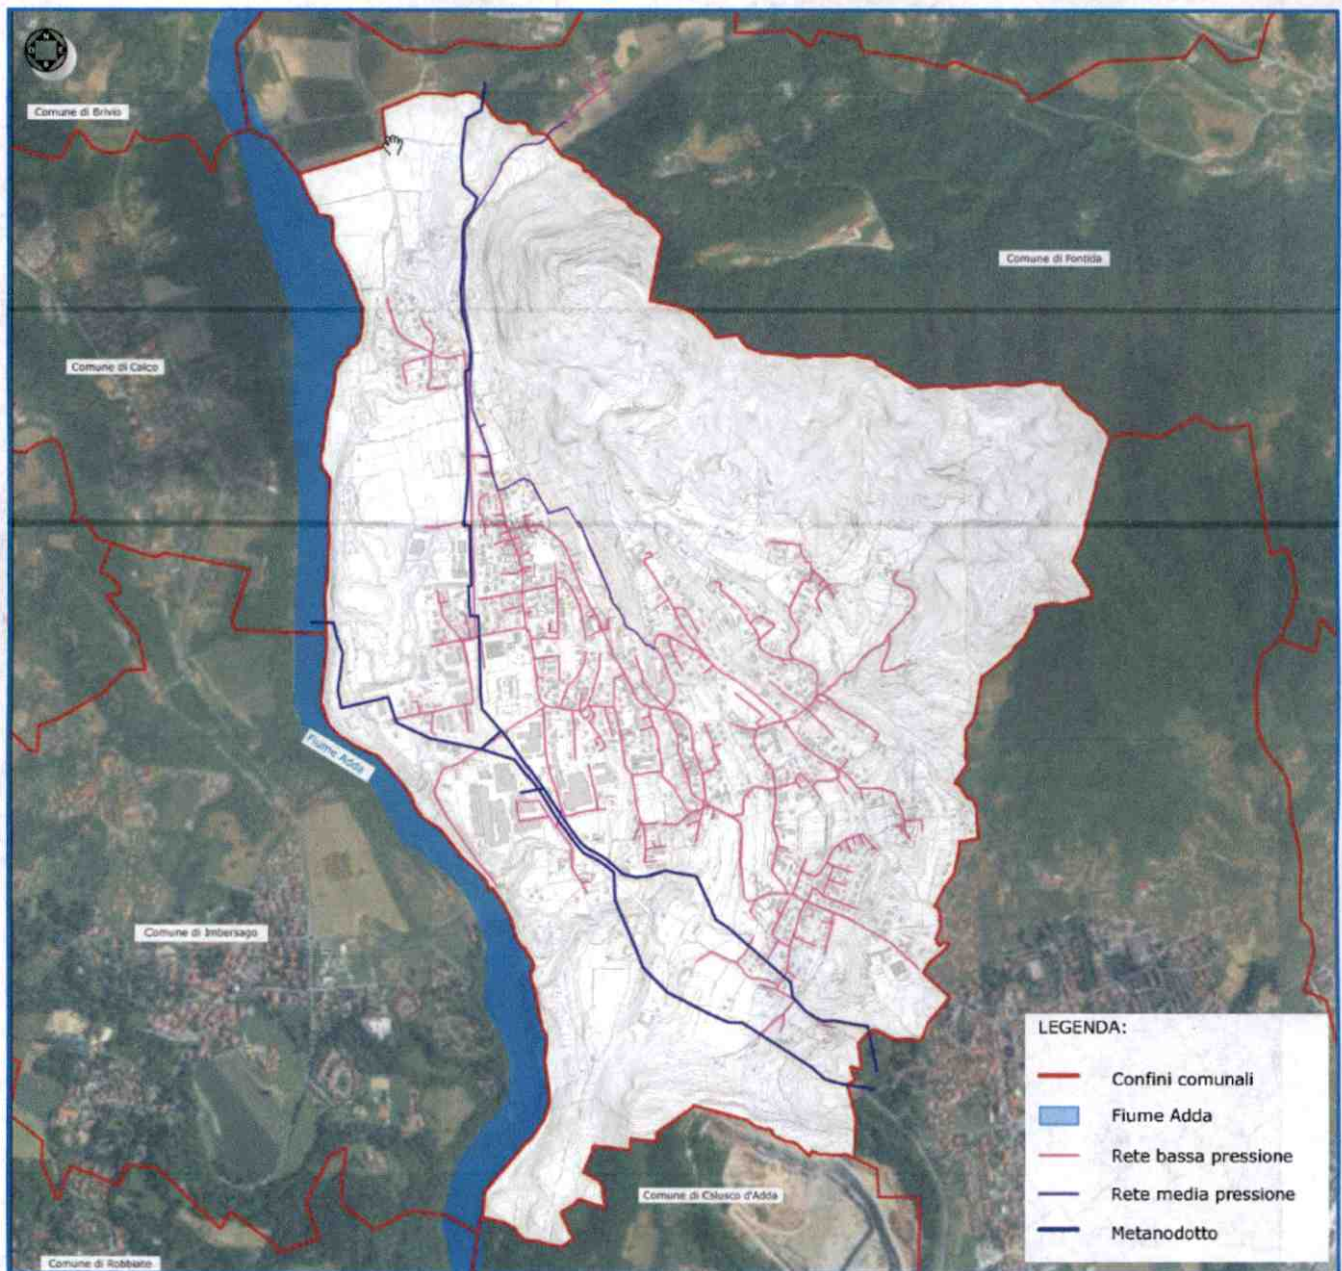 Comune di Brivio
Comune di Pontida
Comune di Calco
Fiume Adda
Comune di Imbersago
Comune di Calusco d'Adda
Comune di Robbiate
LEGENDA:
Confini comunali
Fiume Adda
Rete bassa pressione
Rete media pressione
Metanodotto